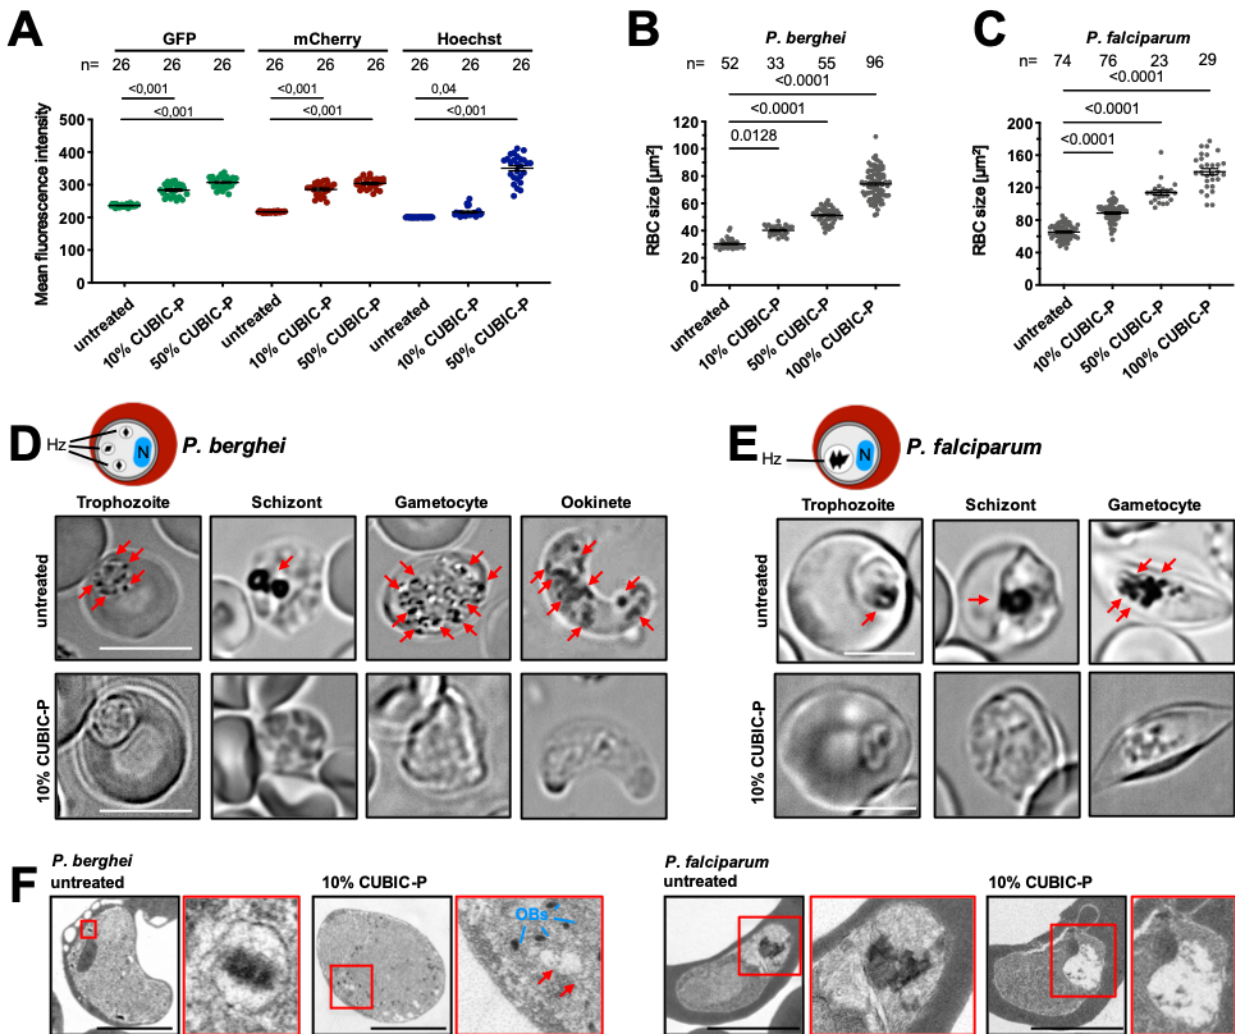 A
GFP mCherry Hoechst
n= 26 26 26 26 26 26 26 26 26
<,001 <,001 0,04
<,001 <,001 <,001
Mean fluorescence intensity
500
400
300
200
100
0
untreated 10% CUBIC-P 50% CUBIC-P untreated 10% CUBIC-P 50% CUBIC-P untreated 10% CUBIC-P 50% CUBIC-P
B
P. berghei
n= 52 33 55 96
<0.0001
<0.0001
0.0128
RBC size [µm²]
120
100
80
60
40
20
0
untreated 10% CUBIC-P 50% CUBIC-P 100% CUBIC-P
C
P. falciparum
n= 74 76 23 29
<0.0001
<0.0001
<0.0001
RBC size [µm²]
200
160
120
80
40
0
untreated 10% CUBIC-P 50% CUBIC-P 100% CUBIC-P
D
Hz
N
P. berghei
Trophozoite Schizont Gametocyte Ookinete
untreated
10% CUBIC-P
E
Hz
N
P. falciparum
Trophozoite Schizont Gametocyte
untreated
10% CUBIC-P
F
P. berghei
untreated 10% CUBIC-P
OBs
P. falciparum
untreated 10% CUBIC-P